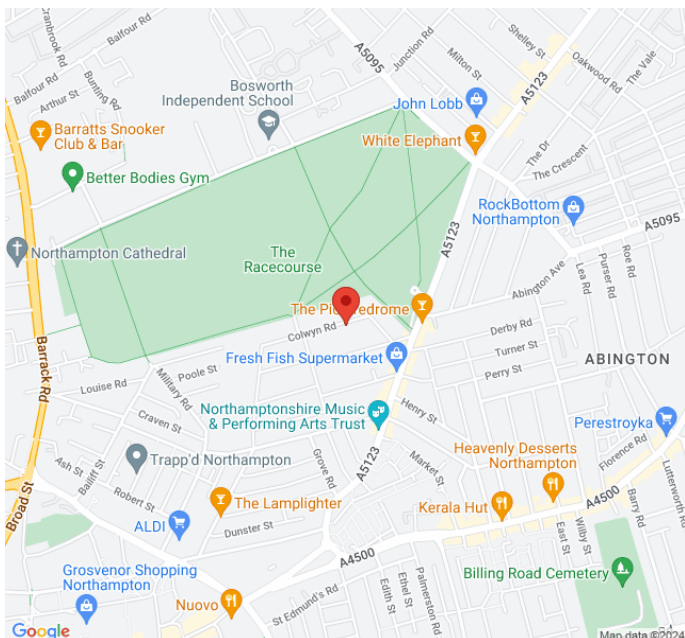 Cranbrook Rd
Balfour Rd
Balfour Rd
Bunting Rd
Arthur St
Barratts Snooker
Club & Bar
Better Bodies Gym
Bosworth
Independent School
A5095
Junction Rd
Milton St
Shelley St
A5123
Oakwood Rd
The Vale
John Lobb
White Elephant
The Dr
The Crescent
RockBottom
Northampton
A5095
Northampton Cathedral
The
Racecourse
A5123
Abington Ave
Lea Rd
Purser Rd
Roe Rd
Barrack Rd
The
Colwyn Rd
Derby Rd
Turner St
Perry St
ABINGTON
Fresh Fish Supermarket
Louise Rd
Military Rd
Poole St
Craven St
Northamptonshire Music
& Performing Arts Trust
Henry St
Market St
A5123
Grove Rd
Perestroyka
Florence Rd
Lutterworth Rd
Heavenly Desserts
Northampton
Trapp'd Northampton
Ash St
Bailiff St
Robert St
Broad St
The Lamplighter
Kerala Hut
A4500
Barry Rd
ALDI
Dunster St
East St
Wilby St
A4500
Grosvenor Shopping
Northampton
Nuovo
St Edmund's Rd
Edith St
Ethel St
Palmerston Rd
Billing Road Cemetery
Google
Map data ©2024